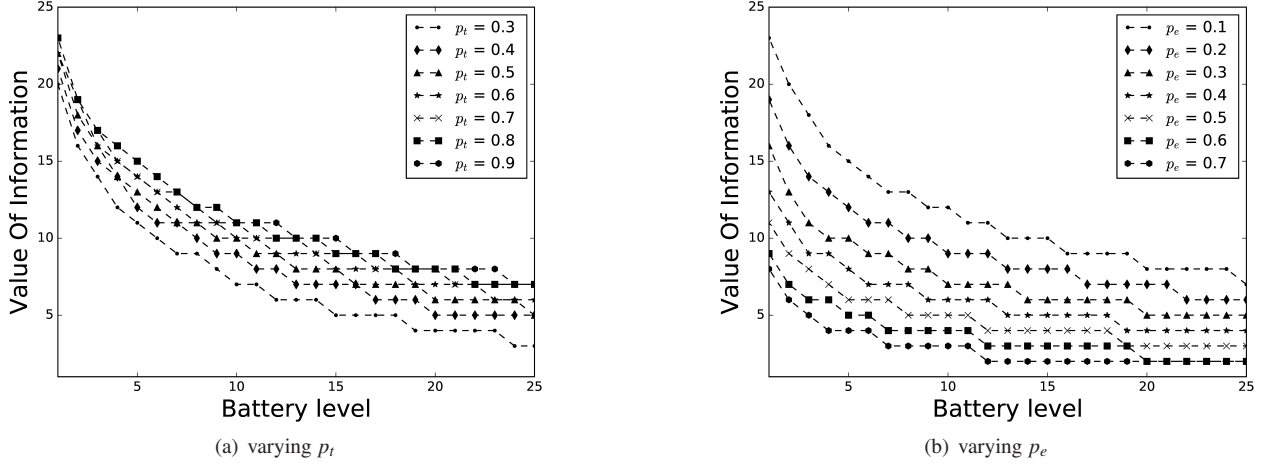 25
20
15
10
5
Value Of Information
5 10 15 20 25
Battery level
p_t = 0.3
p_t = 0.4
p_t = 0.5
p_t = 0.6
p_t = 0.7
p_t = 0.8
p_t = 0.9
(a) varying p_t
25
20
15
10
5
Value Of Information
5 10 15 20 25
Battery level
p_e = 0.1
p_e = 0.2
p_e = 0.3
p_e = 0.4
p_e = 0.5
p_e = 0.6
p_e = 0.7
(b) varying p_e